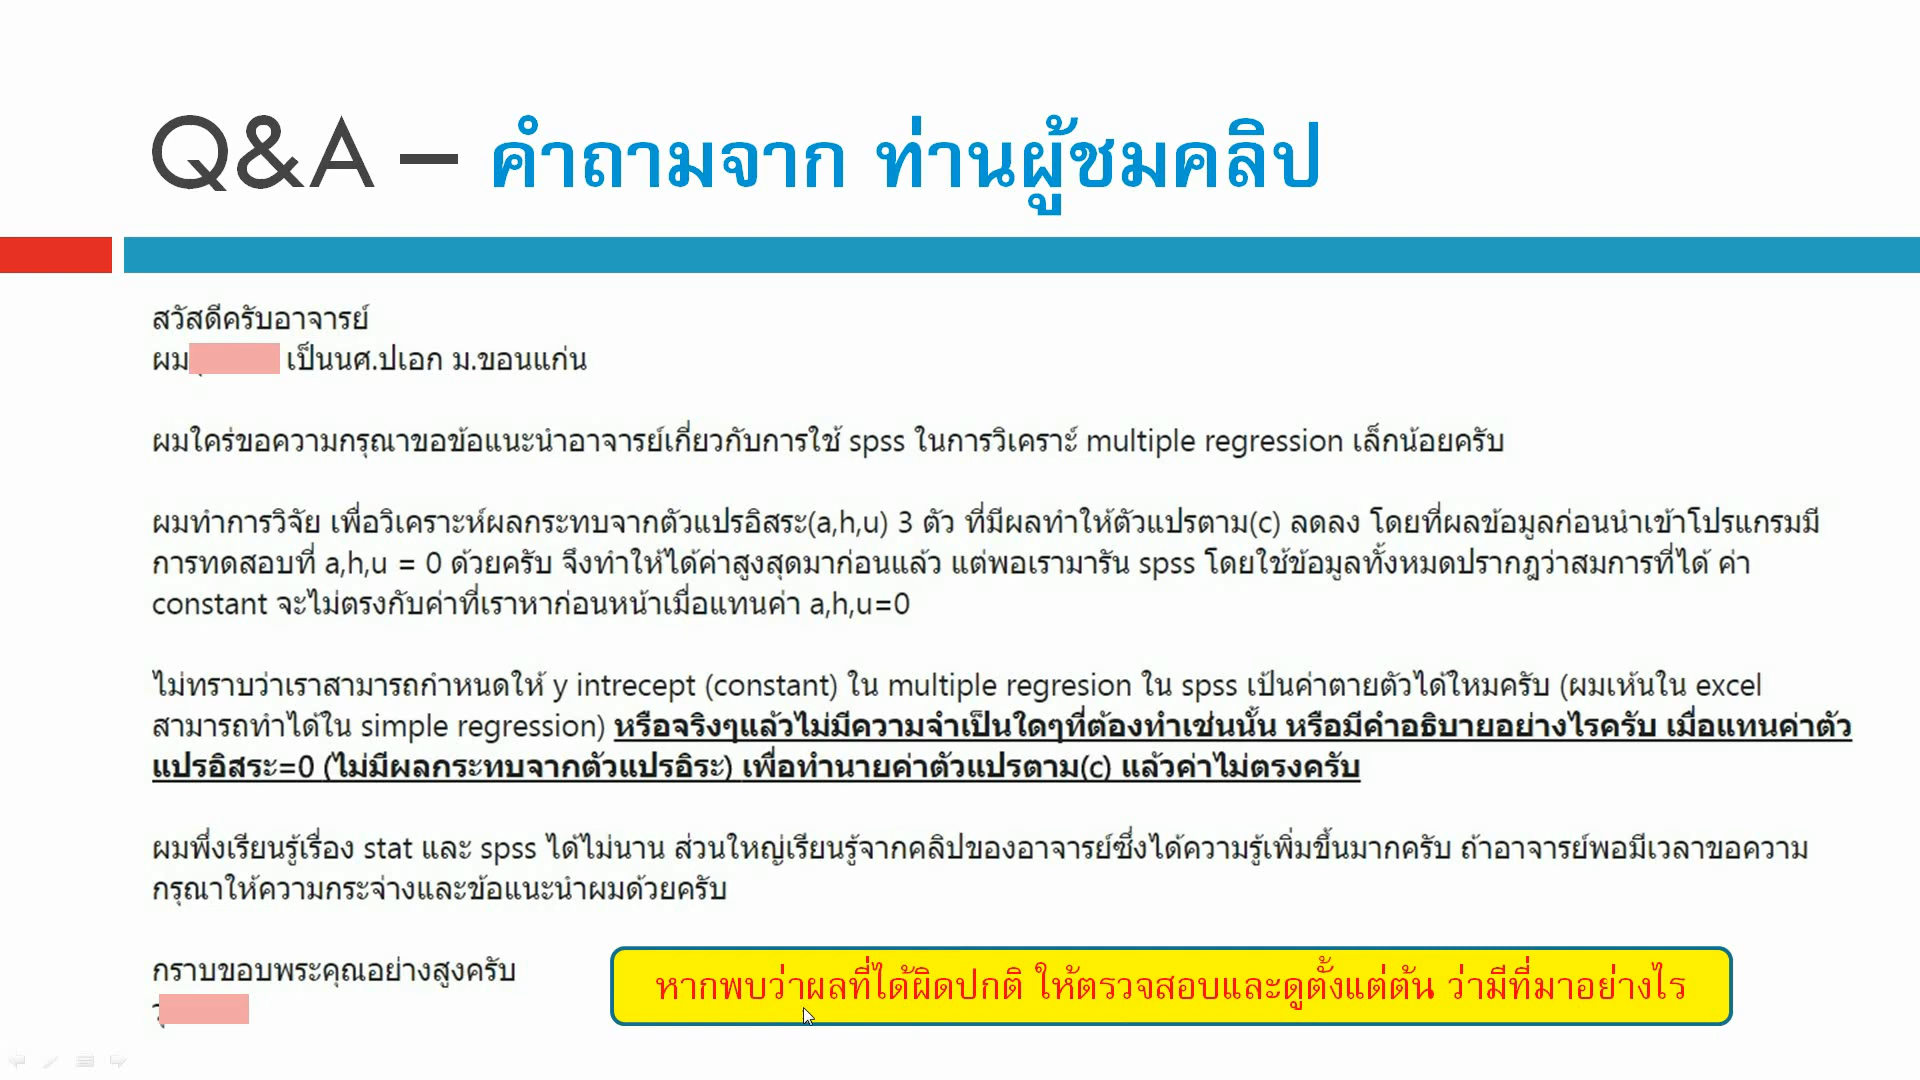 Q&A – คำถามจาก ท่านผู้ชมคลิป
สวัสดีครับอาจารย์
ผม เป็นนศ.ปเอก ม.ขอนแก่น
ผมใคร่ขอความกรุณาขอข้อแนะนำอาจารย์เกี่ยวกับการใช้ spss ในการวิเคราะ์ multiple regression เล็กน้อยครับ
ผมทำการวิจัย เพื่อวิเคราะห์ผลกระทบจากตัวแปรอิสระ(a,h,u) 3 ตัว ที่มีผลทำให้ตัวแปรตาม(c) ลดลง โดยที่ผลข้อมูลก่อนนำเข้าโปรแกรมมี
การทดสอบที่ a,h,u = 0 ด้วยครับ จึงทำให้ได้ค่าสูงสุดมาก่อนแล้ว แต่พอเรามารัน spss โดยใช้ข้อมูลทั้งหมดปรากฎว่าสมการที่ได้ ค่า
constant จะไม่ตรงกับค่าที่เราหาก่อนหน้าเมื่อแทนค่า a,h,u=0
ไม่ทราบว่าเราสามารถกำหนดให้ y intrecept (constant) ใน multiple regresion ใน spss เป้นค่าตายตัวได้ใหมครับ (ผมเห้นใน excel
สามารถทำได้ใน simple regression) หรือจริงๆแล้วไม่มีความจำเป็นใดๆที่ต้องทำเช่นนั้น หรือมีคำอธิบายอย่างไรครับ เมื่อแทนค่าตัว
แปรอิสระ=0 (ไม่มีผลกระทบจากตัวแปรอิระ) เพื่อทำนายค่าตัวแปรตาม(c) แล้วค่าไม่ตรงครับ
ผมพึ่งเรียนรู้เรื่อง stat และ spss ได้ไม่นาน ส่วนใหญ่เรียนรู้จากคลิปของอาจารย์ซึ่งได้ความรู้เพิ่มขึ้นมากครับ ถ้าอาจารย์พอมีเวลาขอความ
กรุณาให้ความกระจ่างและข้อแนะนำผมด้วยครับ
กราบขอบพระคุณอย่างสูงครับ
หากพบว่าผลที่ได้ผิดปกติ ให้ตรวจสอบและดูตั้งแต่ต้น ว่ามีที่มาอย่างไร